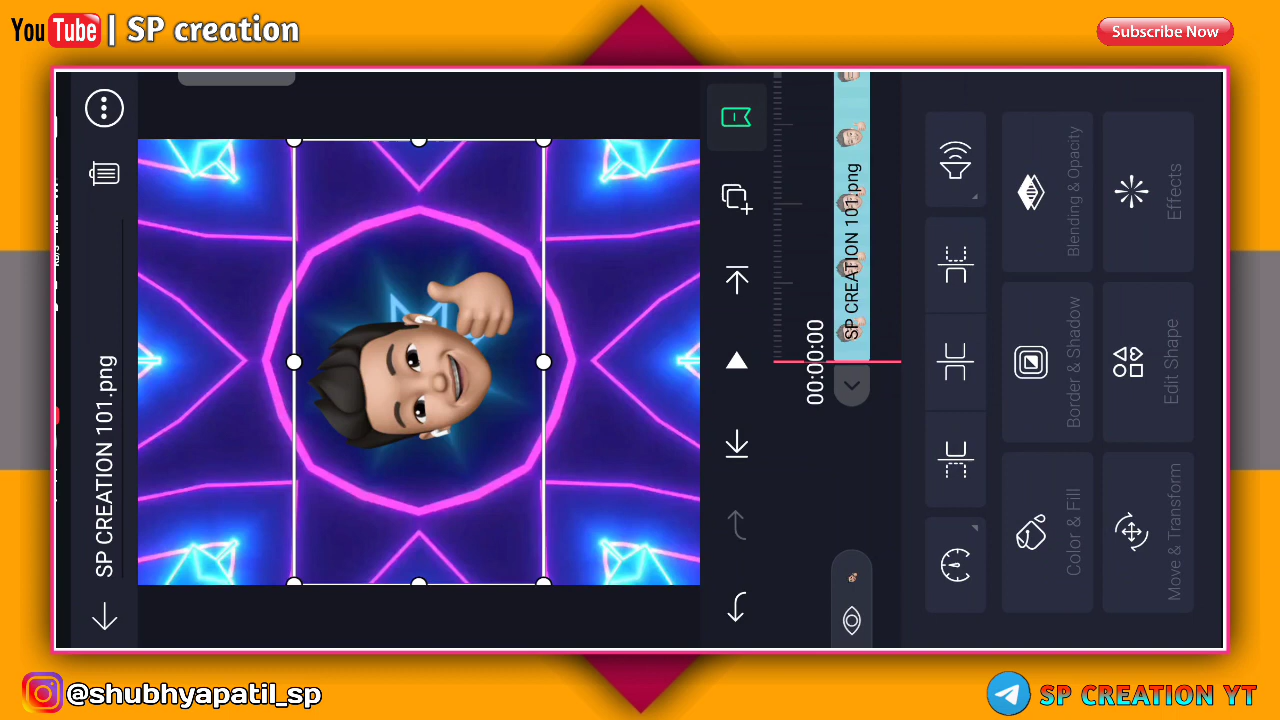 YouTube | SP creation
Subscribe Now
SP CREATION 101.png
SP CREATION 101.png
00:00:00
Blending & Opacity
Effects
Border & Shadow
Edit Shape
Color & Fill
Move & Transform
@shubhyapatil_sp
SP CREATION YT